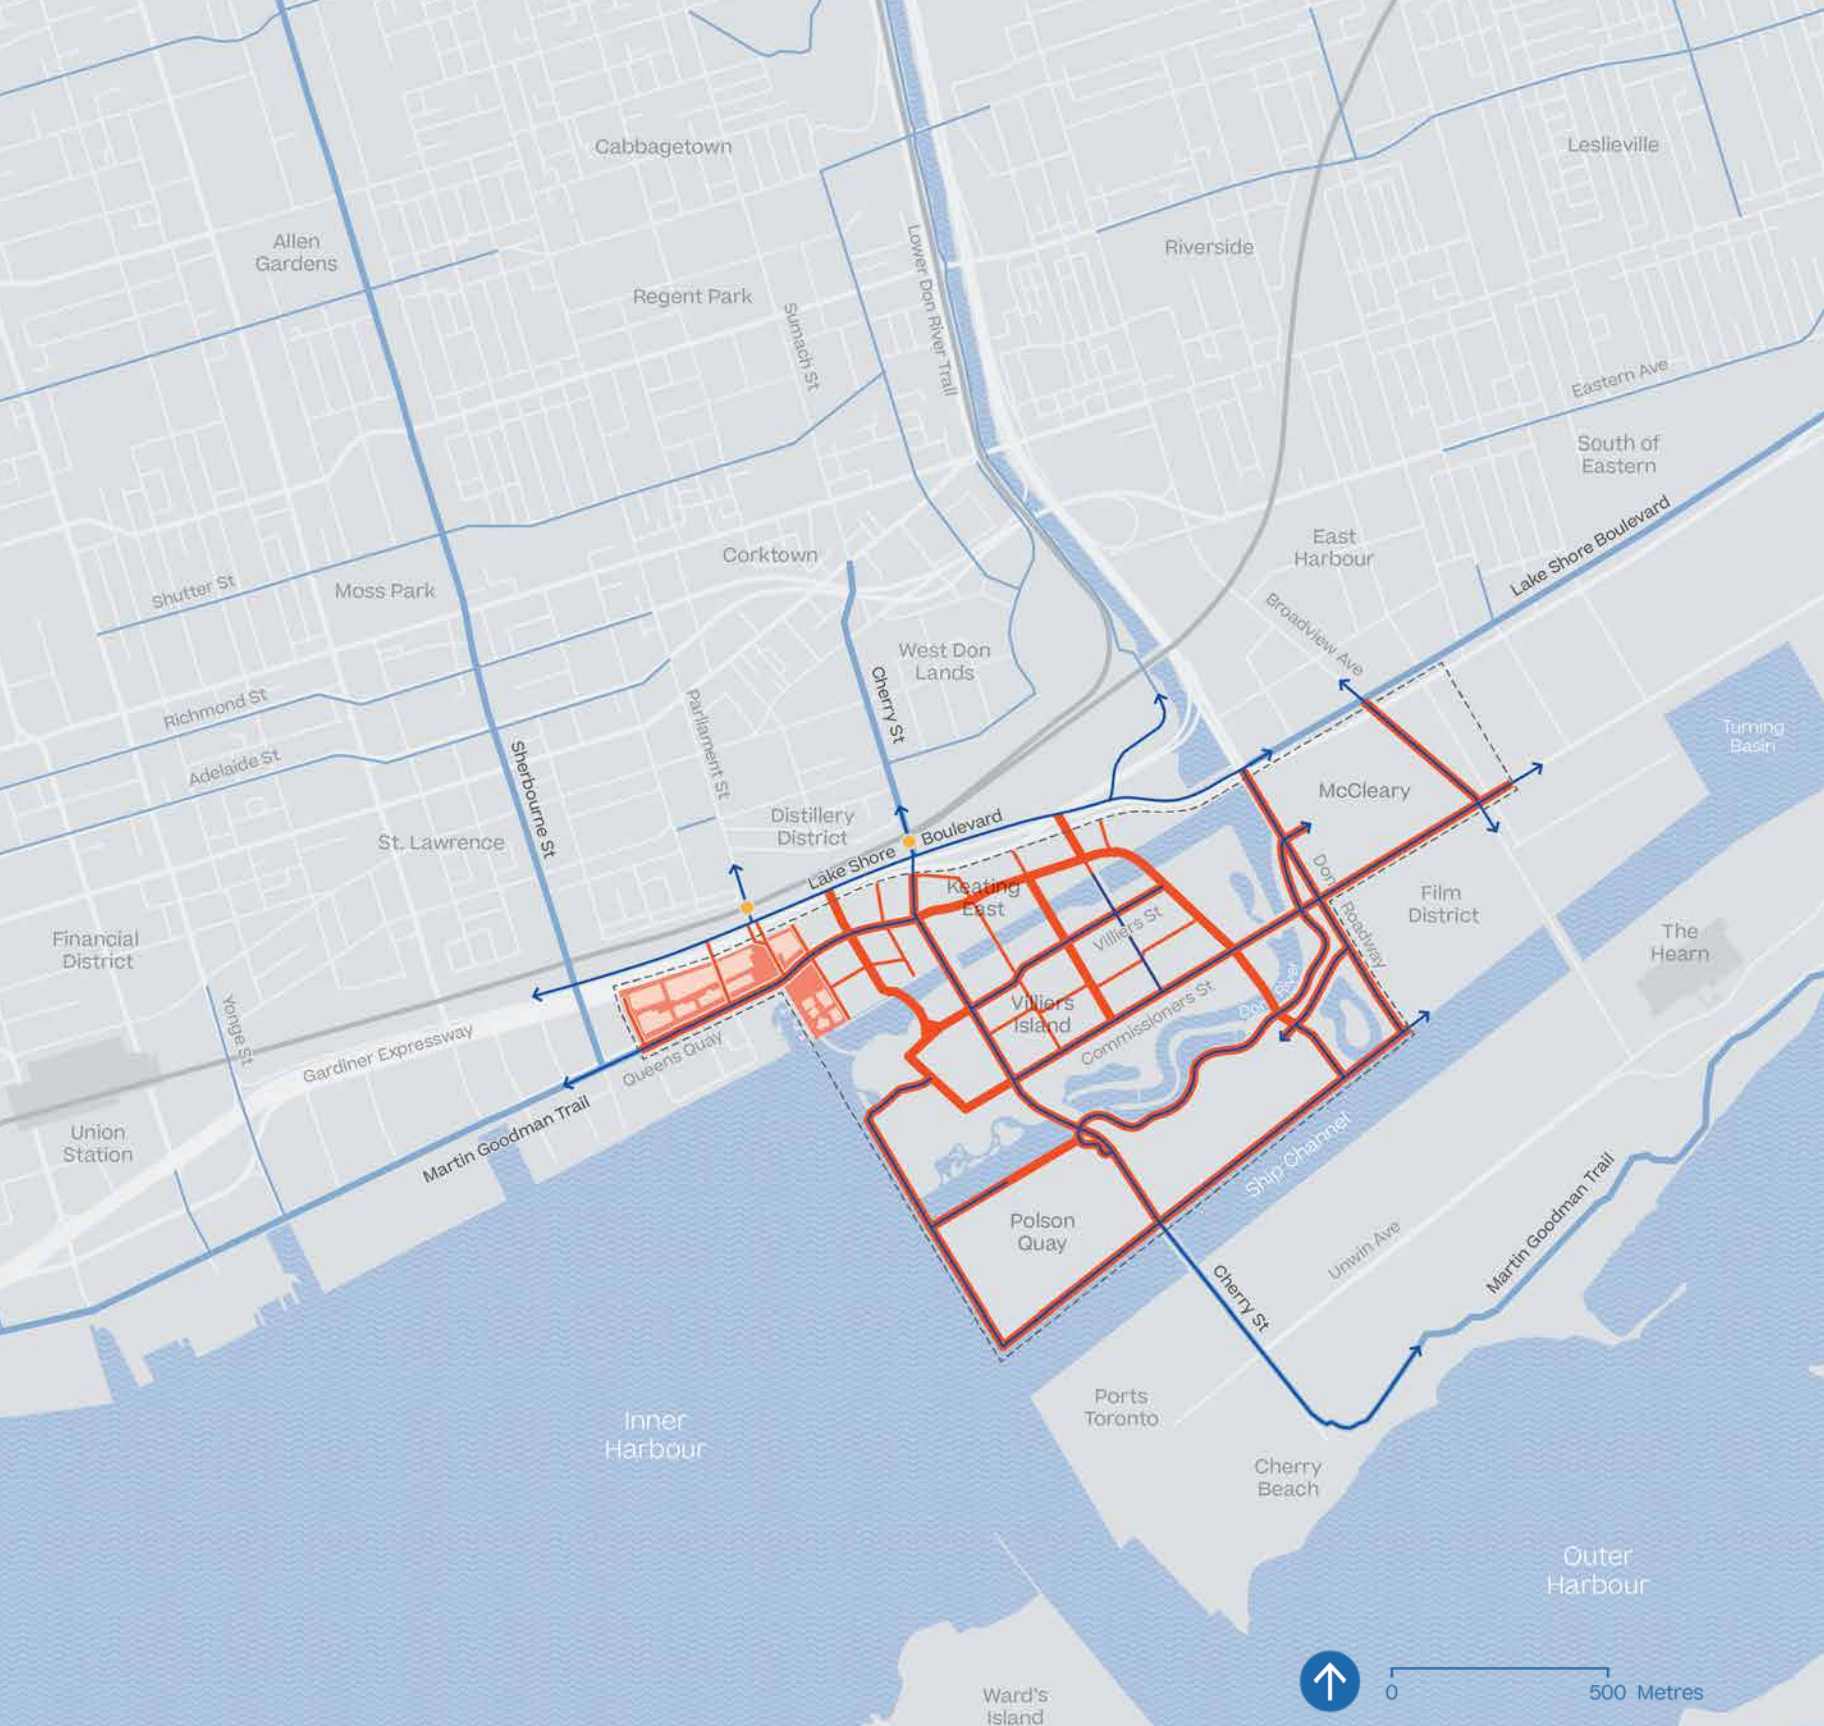 Cabbagetown
Leslieville
Allen
Gardens
Riverside
Regent Park
Sumach St
Lower Don River Trail
Eastern Ave
South of
Eastern
Lake Shore Boulevard
East
Harbour
Corktown
Shutter St
Moss Park
Broadview Ave
West Don
Lands
Cherry St
Richmond St
Parliament St
Adelaide St
Sherbourne St
Turning
Basin
McCleary
Distillery
District
St. Lawrence
Lake Shore Boulevard
Keating
East
Don Roadway
Film
District
Villiers St
The
Hearn
Financial
District
Villiers
Island
Don River
Commissioners St
Yonge St
Gardiner Expressway
Queens Quay
Union
Station
Martin Goodman Trail
Ship Channel
Polson
Quay
Unwin Ave
Martin Goodman Trail
Cherry St
Ports
Toronto
Inner
Harbour
Cherry
Beach
Outer
Harbour
Ward's
Island
0 500 Metres